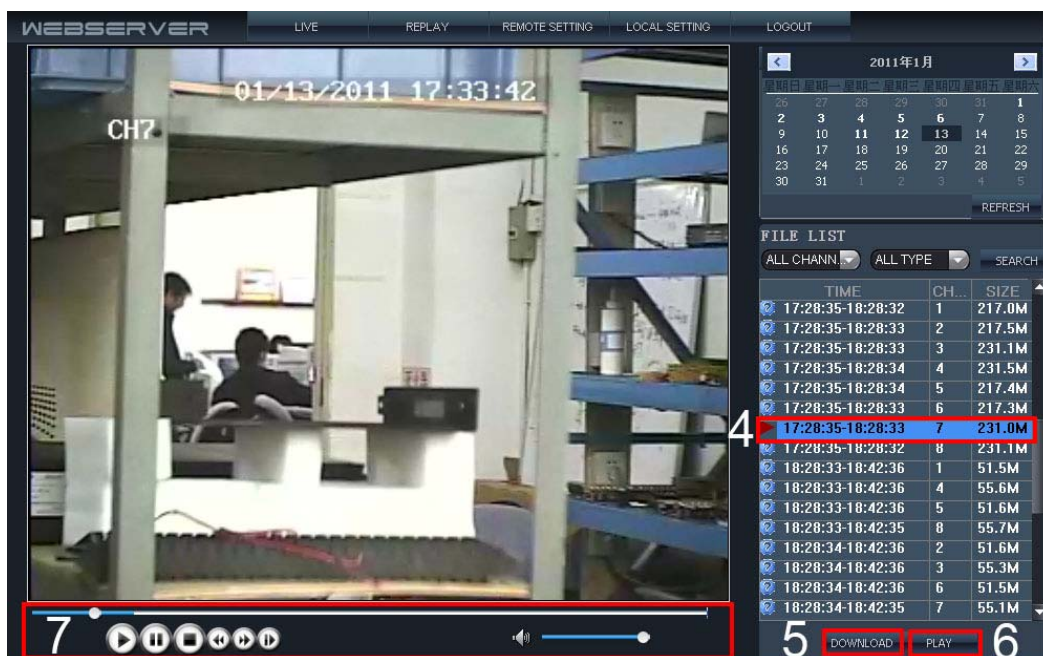 WEBSERVER LIVE REPLAY REMOTE SETTING LOCAL SETTING LOGOUT
01/13/2011 17:33:42
CH7
2011年1月
星期日 星期一 星期二 星期三 星期四 星期五 星期六
26 27 28 29 30 31 1
2 3 4 5 6 7 8
9 10 11 12 13 14 15
16 17 18 19 20 21 22
23 24 25 26 27 28 29
30 31 1 2 3 4 5
REFRESH
FILE LIST
ALL CHANN... ALL TYPE SEARCH
TIME CH... SIZE
17:28:35-18:28:32 1 217.0M
17:28:35-18:28:33 2 217.5M
17:28:35-18:28:33 3 231.1M
17:28:35-18:28:34 4 231.5M
17:28:35-18:28:34 5 217.4M
17:28:35-18:28:33 6 217.3M
4 17:28:35-18:28:33 7 231.0M
17:28:35-18:28:32 8 231.1M
18:28:33-18:42:36 1 51.5M
18:28:33-18:42:36 4 55.6M
18:28:33-18:42:36 5 51.6M
18:28:33-18:42:35 8 55.7M
18:28:34-18:42:36 2 51.6M
18:28:34-18:42:36 3 55.3M
18:28:34-18:42:36 6 51.5M
18:28:34-18:42:35 7 55.1M
7 5 DOWNLOAD PLAY 6